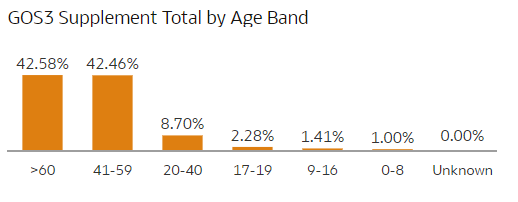 GOS3 Supplement Total by Age Band
42.58% 42.46% 8.70% 2.28% 1.41% 1.00% 0.00%
>60 41-59 20-40 17-19 9-16 0-8 Unknown